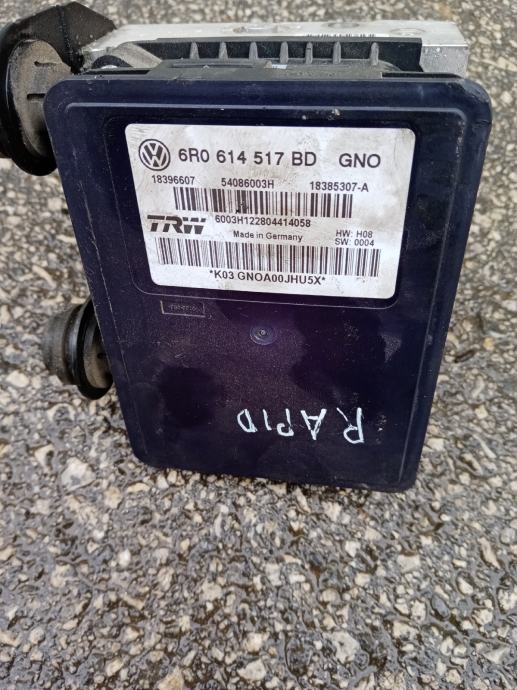 6R0 614 517 BD GNO
18396607 54086003H 18385307-A
TRW 6003H122804414058
Made in Germany HW: H08
SW: 0004
*K03 GNOA00JHU5X*
RAPID